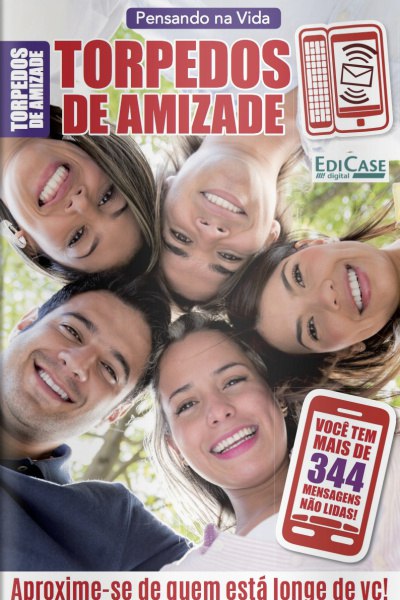 Pensando na Vida
TORPEDOS
DE AMIZADE
TORPEDOS
DE AMIZADE
EDICASE
digital
VOCÊ TEM
MAIS DE
344
MENSAGENS
NÃO LIDAS!
Aproxime-se de quem está longe de vc!